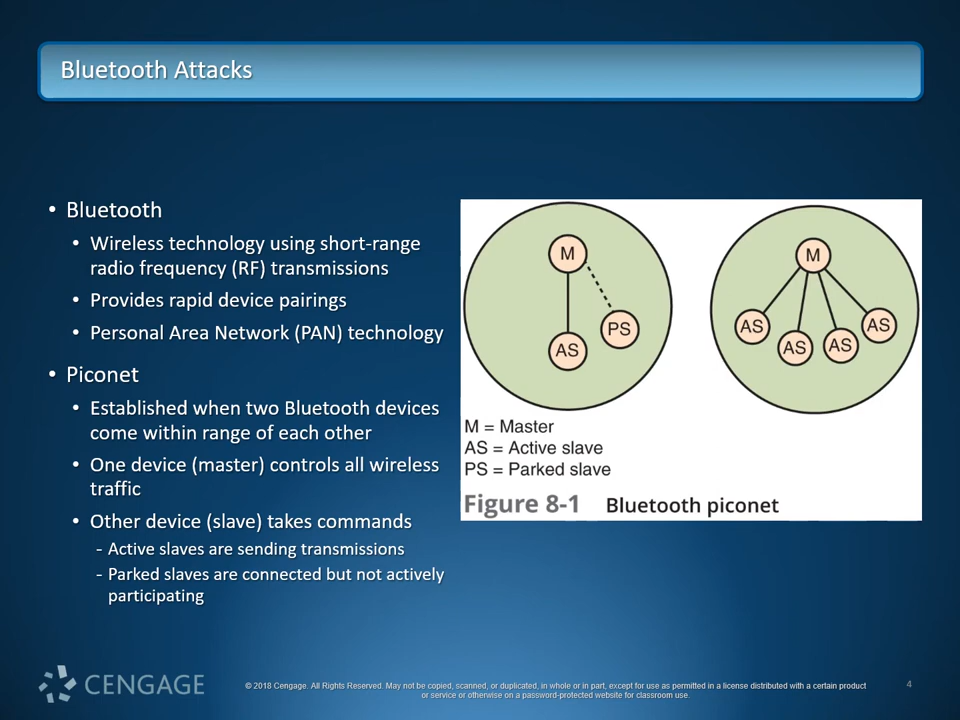 Bluetooth Attacks
• Bluetooth
• Wireless technology using short-range
radio frequency (RF) transmissions
• Provides rapid device pairings
• Personal Area Network (PAN) technology
• Piconet
• Established when two Bluetooth devices
come within range of each other
• One device (master) controls all wireless
traffic
• Other device (slave) takes commands
- Active slaves are sending transmissions
- Parked slaves are connected but not actively
participating
M
PS
AS
M
AS
AS
AS
AS
M = Master
AS = Active slave
PS = Parked slave
Figure 8-1 Bluetooth piconet
CENGAGE
© 2018 Cengage. All Rights Reserved. May not be copied, scanned, or duplicated, in whole or in part, except for use as permitted in a license distributed with a certain product
or service or otherwise on a password-protected website for classroom use.
4